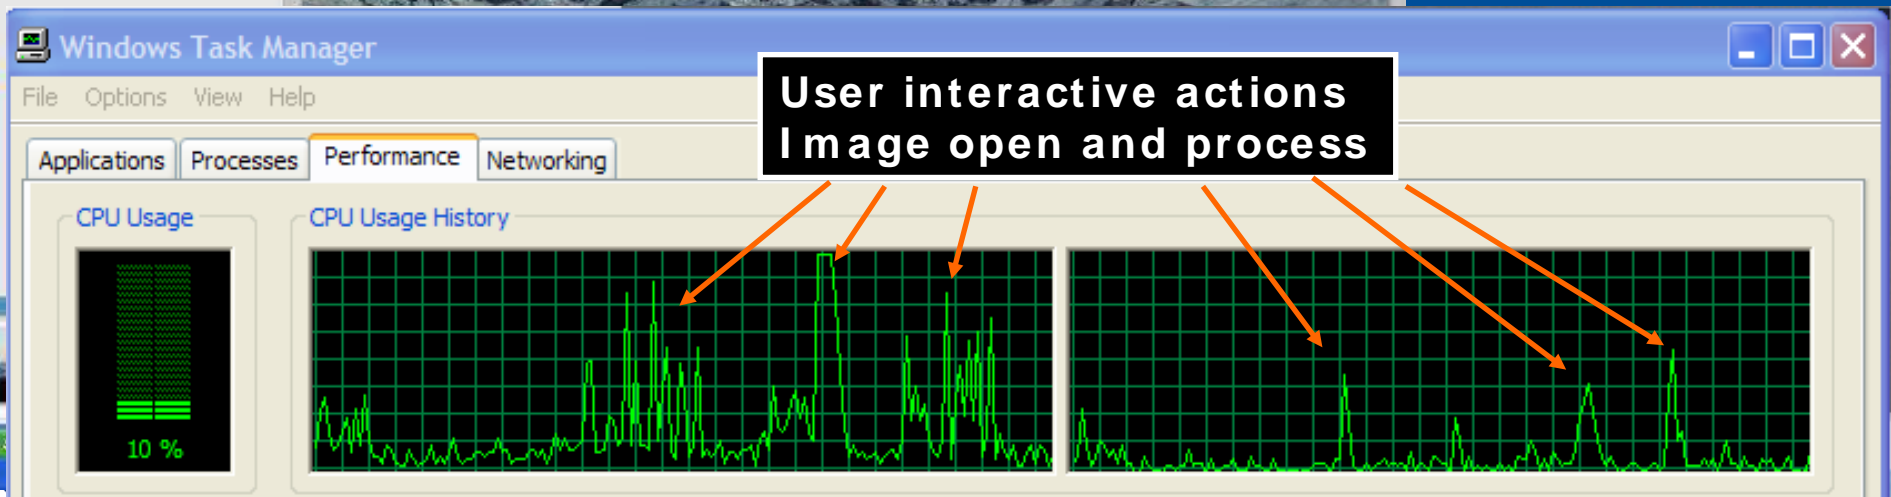 Windows Task Manager
File Options View Help
User interactive actions
Image open and process
Applications Processes Performance Networking
CPU Usage
CPU Usage History
10 %